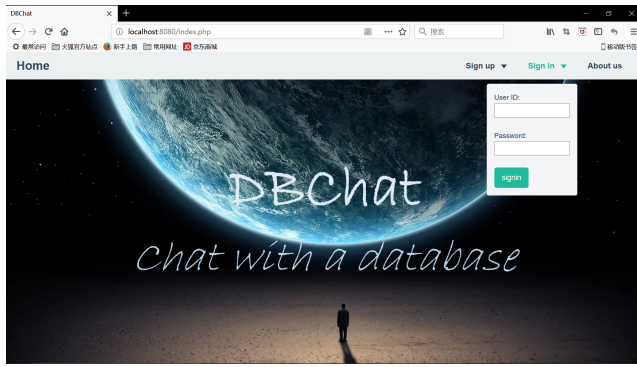 DBChat
localhost:8080/index.php
搜索
最常访问 火狐官方站点 新手上路 常用网址 JD 京东商城 移动版书签
Home Sign up Sign in About us
User ID:
Password:
signin
DBChat
Chat with a database